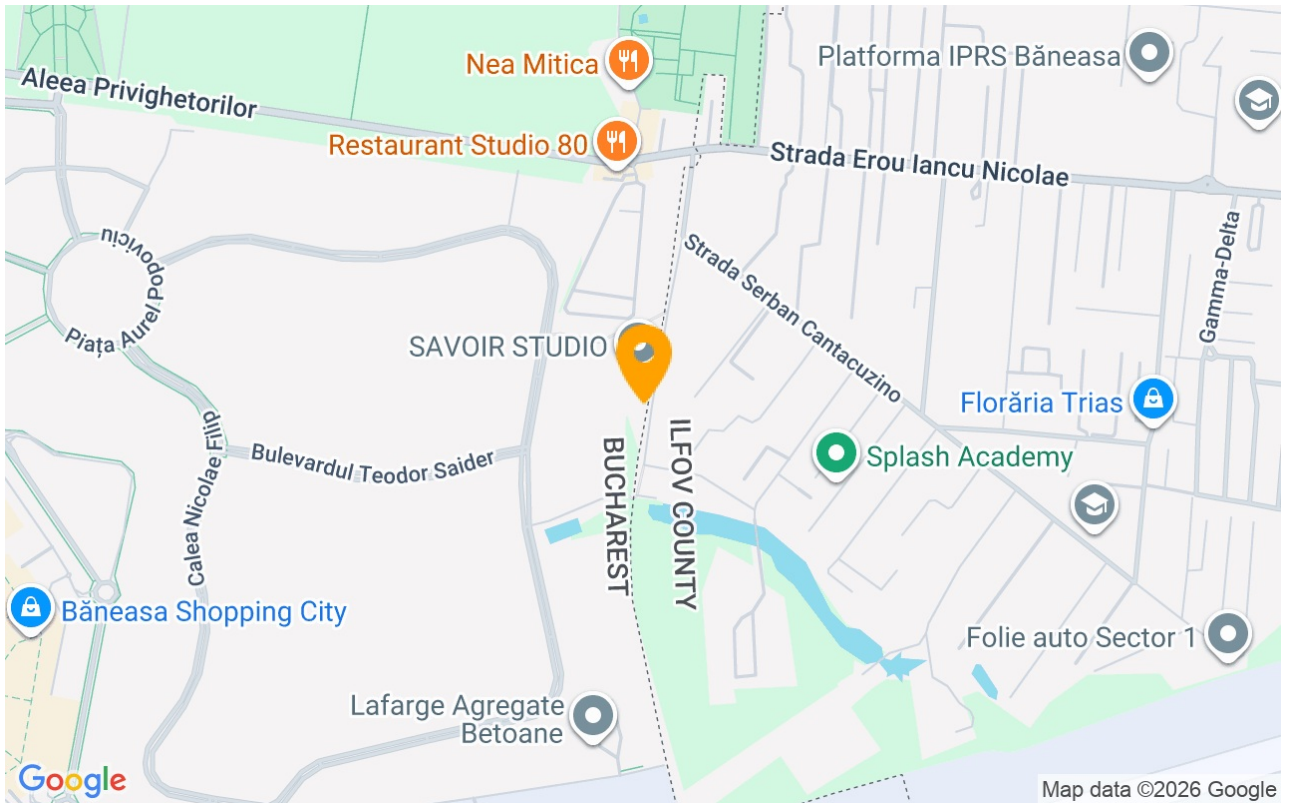 Nea Mitica
Platforma IPRS Băneasa
Aleea Privighetorilor
Restaurant Studio 80
Strada Erou Iancu Nicolae
Gamma-Delta
Piața Aurel Popoviciu
Strada Serban Cantacuzino
SAVOIR STUDIO
Florăria Trias
Calea Nicolae Filip
Bulevardul Teodor Saider
BUCHAREST
ILFOV COUNTY
Splash Academy
Băneasa Shopping City
Folie auto Sector 1
Lafarge Agregate
Betoane
Google
Map data ©2026 Google